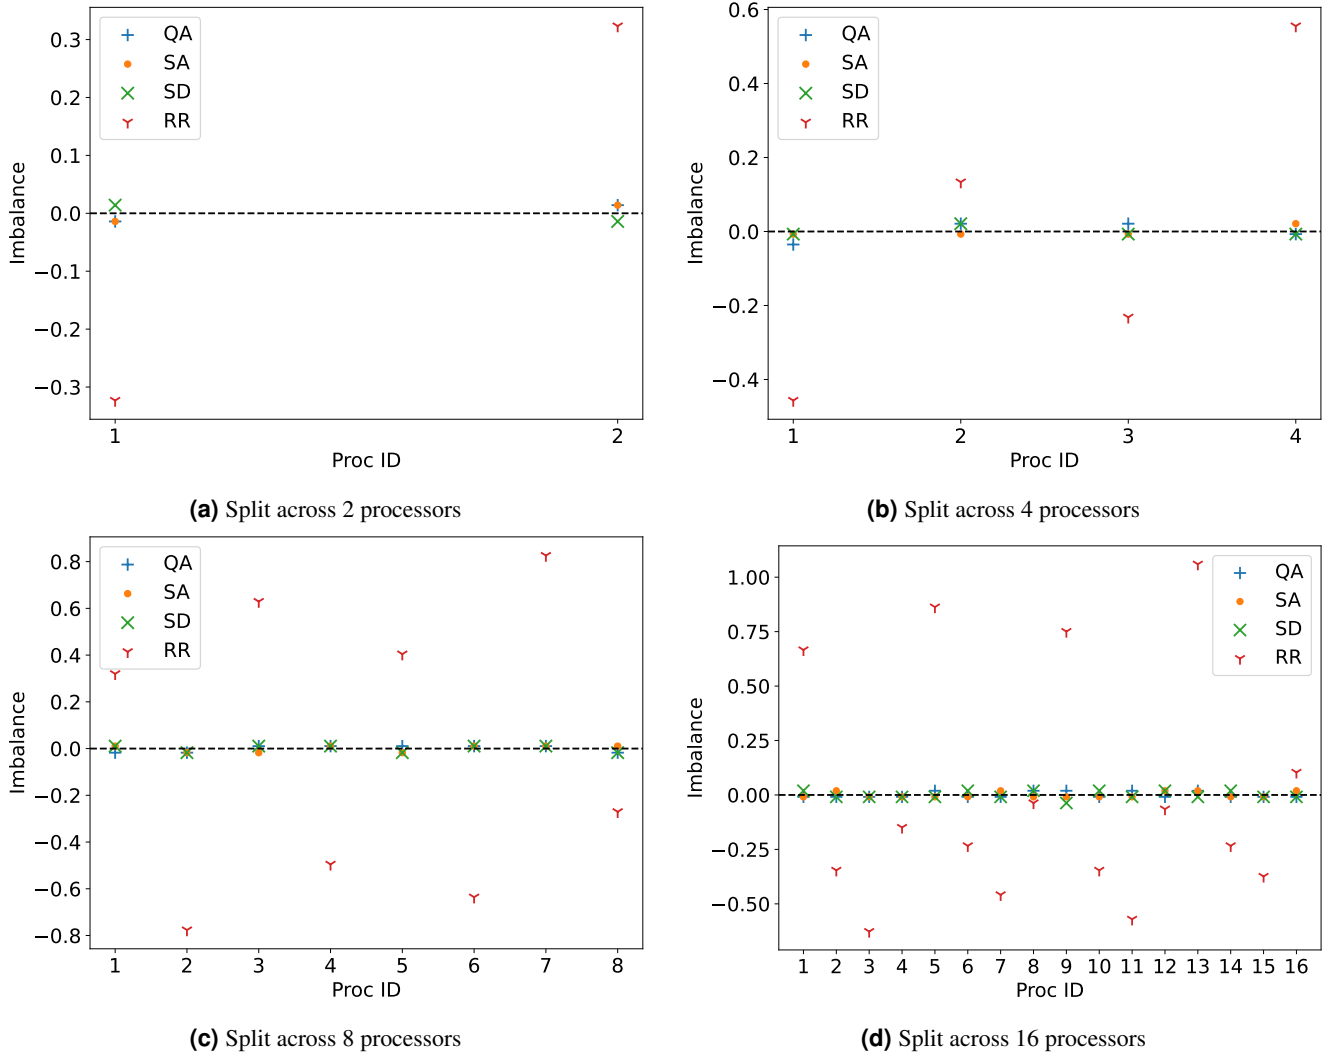 0.3
0.2
0.1
0.0
−0.1
−0.2
−0.3
Imbalance
QA
SA
SD
RR
1 2
Proc ID
(a) Split across 2 processors
0.6
0.4
0.2
0.0
−0.2
−0.4
Imbalance
QA
SA
SD
RR
1 2 3 4
Proc ID
(b) Split across 4 processors
0.8
0.6
0.4
0.2
0.0
−0.2
−0.4
−0.6
−0.8
Imbalance
QA
SA
SD
RR
1 2 3 4 5 6 7 8
Proc ID
(c) Split across 8 processors
1.00
0.75
0.50
0.25
0.00
−0.25
−0.50
Imbalance
QA
SA
SD
RR
1 2 3 4 5 6 7 8 9 10 11 12 13 14 15 16
Proc ID
(d) Split across 16 processors